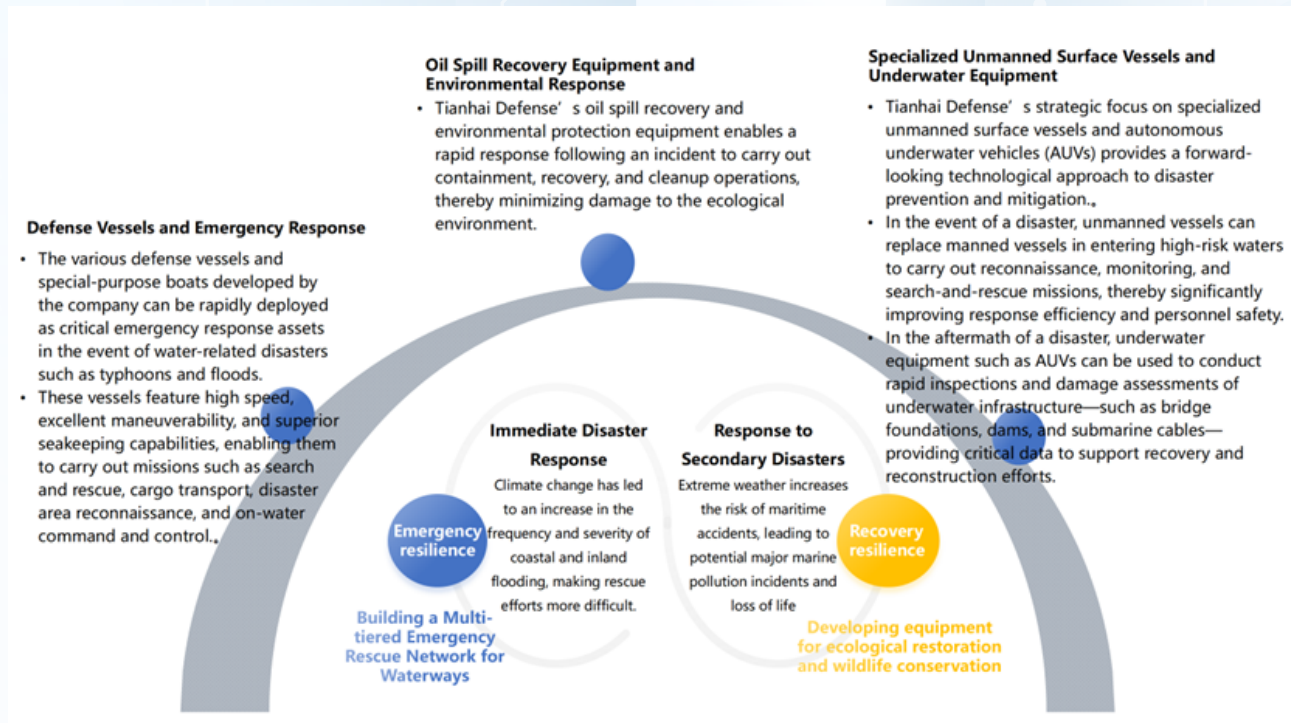 Oil Spill Recovery Equipment and
Environmental Response
• Tianhai Defense’ s oil spill recovery and
environmental protection equipment enables a
rapid response following an incident to carry out
containment, recovery, and cleanup operations,
thereby minimizing damage to the ecological
environment.
Specialized Unmanned Surface Vessels and
Underwater Equipment
• Tianhai Defense’ s strategic focus on specialized
unmanned surface vessels and autonomous
underwater vehicles (AUVs) provides a forward-
looking technological approach to disaster
prevention and mitigation.。
• In the event of a disaster, unmanned vessels can
replace manned vessels in entering high-risk waters
to carry out reconnaissance, monitoring, and
search-and-rescue missions, thereby significantly
improving response efficiency and personnel safety.
• In the aftermath of a disaster, underwater
equipment such as AUVs can be used to conduct
rapid inspections and damage assessments of
underwater infrastructure—such as bridge
foundations, dams, and submarine cables—
providing critical data to support recovery and
reconstruction efforts.
Defense Vessels and Emergency Response
• The various defense vessels and
special-purpose boats developed by
the company can be rapidly deployed
as critical emergency response assets
in the event of water-related disasters
such as typhoons and floods.
• These vessels feature high speed,
excellent maneuverability, and superior
seakeeping capabilities, enabling them
to carry out missions such as search
and rescue, cargo transport, disaster
area reconnaissance, and on-water
command and control.。
Immediate Disaster
Response
Climate change has led
to an increase in the
frequency and severity of
coastal and inland
flooding, making rescue
efforts more difficult.
Response to
Secondary Disasters
Extreme weather increases
the risk of maritime
accidents, leading to
potential major marine
pollution incidents and
loss of life
Emergency
resilience
Recovery
resilience
Building a Multi-
tiered Emergency
Rescue Network for
Waterways
Developing equipment
for ecological restoration
and wildlife conservation